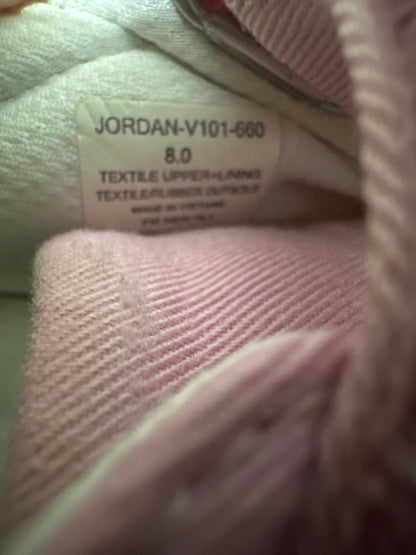 JORDAN-V101-660
8.0
TEXTILE UPPER+LINING
TEXTILE/RUBBER OUTSOLE
MADE IN VIETNAM